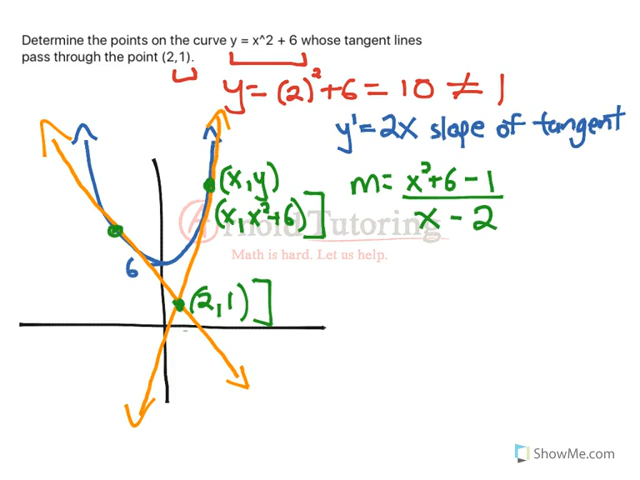 Determine the points on the curve y = x^2 + 6 whose tangent lines
pass through the point (2,1).
y = (2)² + 6 = 10 ≠ 1
y' = 2x slope of tangent
(x, y)
m = x² + 6 - 1 / x - 2
(x, x² + 6)]
Arnold Tutoring
Math is hard. Let us help.
6
(2, 1)]
ShowMe.com